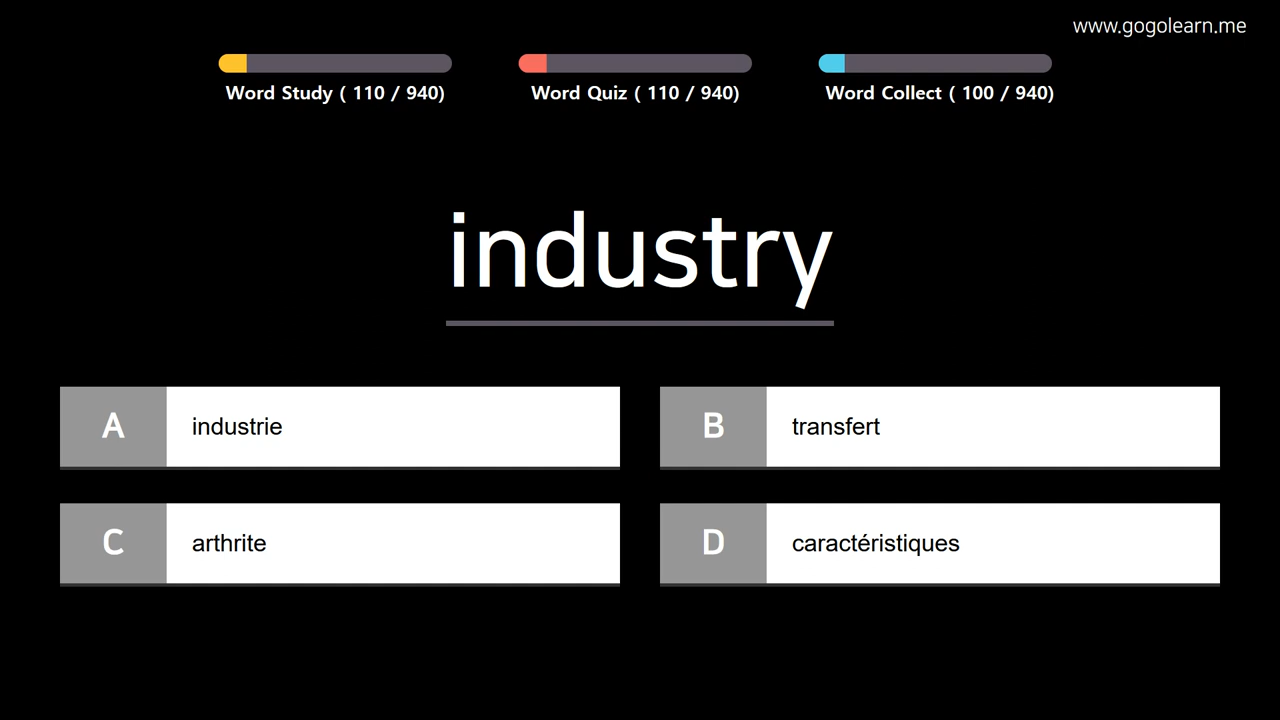 www.gogolearn.me
Word Study ( 110 / 940)
Word Quiz ( 110 / 940)
Word Collect ( 100 / 940)
industry
A industrie
B transfert
C arthrite
D caractéristiques